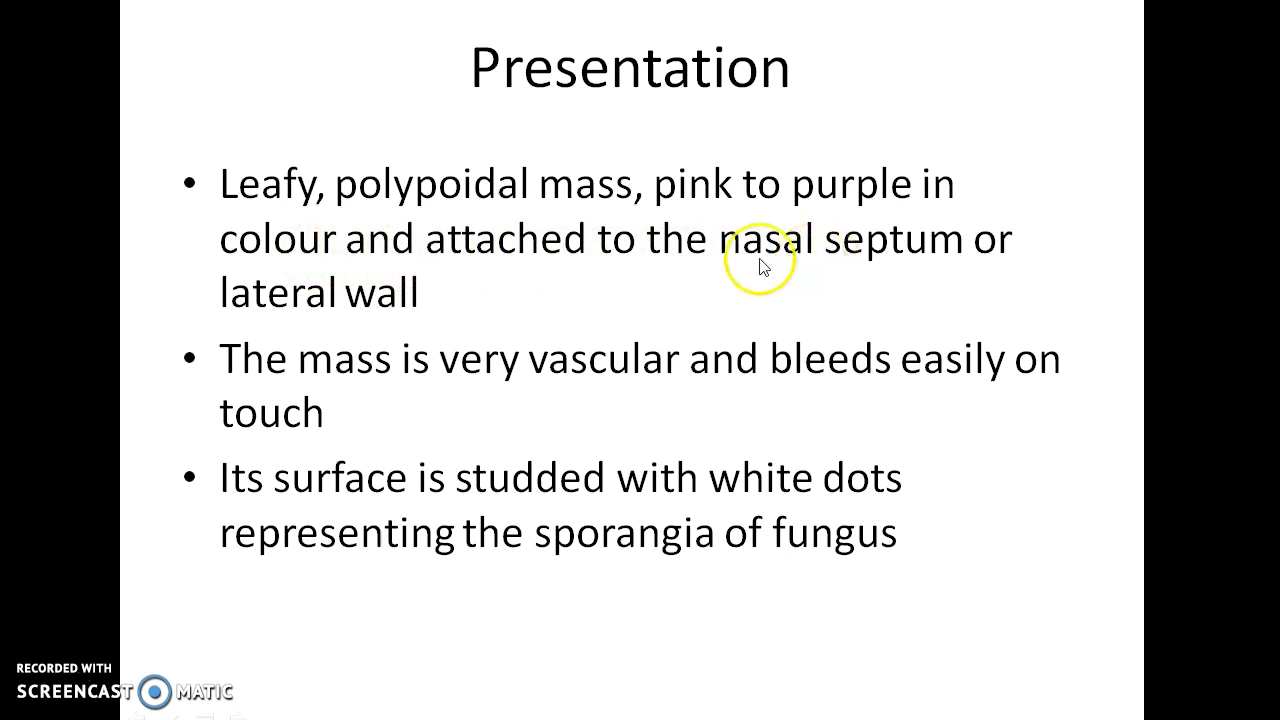 Presentation
• Leafy, polypoidal mass, pink to purple in
colour and attached to the nasal septum or
lateral wall
• The mass is very vascular and bleeds easily on
touch
• Its surface is studded with white dots
representing the sporangia of fungus
RECORDED WITH
SCREENCAST MATIC